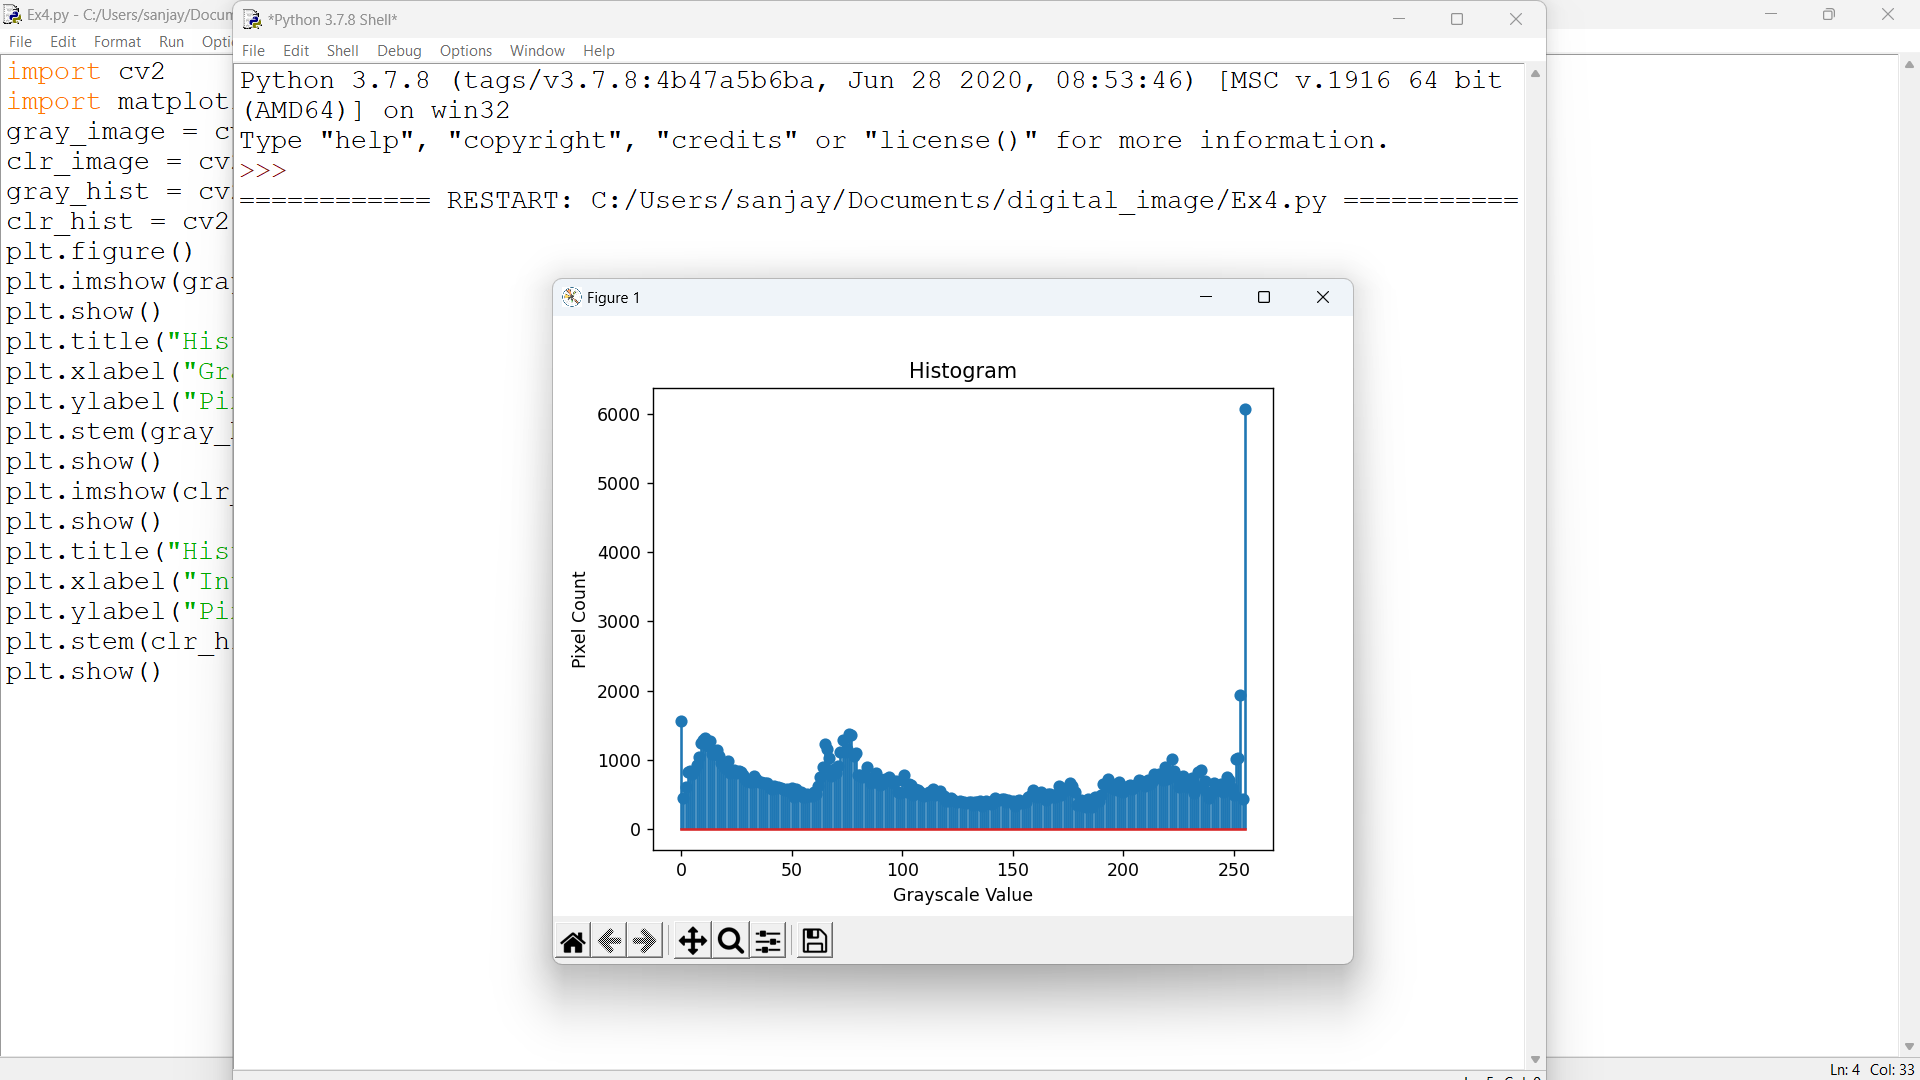 Ex4.py - C:/Users/sanjay/Docum
File Edit Format Run Opti
import cv2
import matplot
gray_image = c
clr_image = cv
gray_hist = cv
clr_hist = cv2
plt.figure()
plt.imshow(gra
plt.show()
plt.title("His
plt.xlabel("Gr
plt.ylabel("Pi
plt.stem(gray_
plt.show()
plt.imshow(clr_
plt.show()
plt.title("His
plt.xlabel("In
plt.ylabel("Pi
plt.stem(clr_h
plt.show()
*Python 3.7.8 Shell*
File Edit Shell Debug Options Window Help
Python 3.7.8 (tags/v3.7.8:4b47a5b6ba, Jun 28 2020, 08:53:46) [MSC v.1916 64 bit
(AMD64)] on win32
Type "help", "copyright", "credits" or "license()" for more information.
>>>
============ RESTART: C:/Users/sanjay/Documents/digital_image/Ex4.py ===========
Figure 1
Histogram
6000
5000
4000
3000
2000
1000
0
Pixel Count
0 50 100 150 200 250
Grayscale Value
Ln: 4 Col: 33